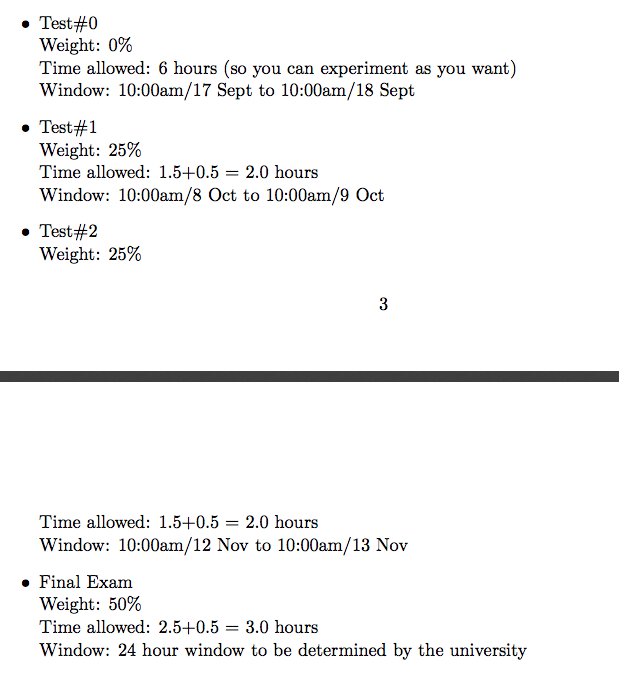 • Test#0
Weight: 0%
Time allowed: 6 hours (so you can experiment as you want)
Window: 10:00am/17 Sept to 10:00am/18 Sept
• Test#1
Weight: 25%
Time allowed: 1.5+0.5 = 2.0 hours
Window: 10:00am/8 Oct to 10:00am/9 Oct
• Test#2
Weight: 25%
3
Time allowed: 1.5+0.5 = 2.0 hours
Window: 10:00am/12 Nov to 10:00am/13 Nov
• Final Exam
Weight: 50%
Time allowed: 2.5+0.5 = 3.0 hours
Window: 24 hour window to be determined by the university